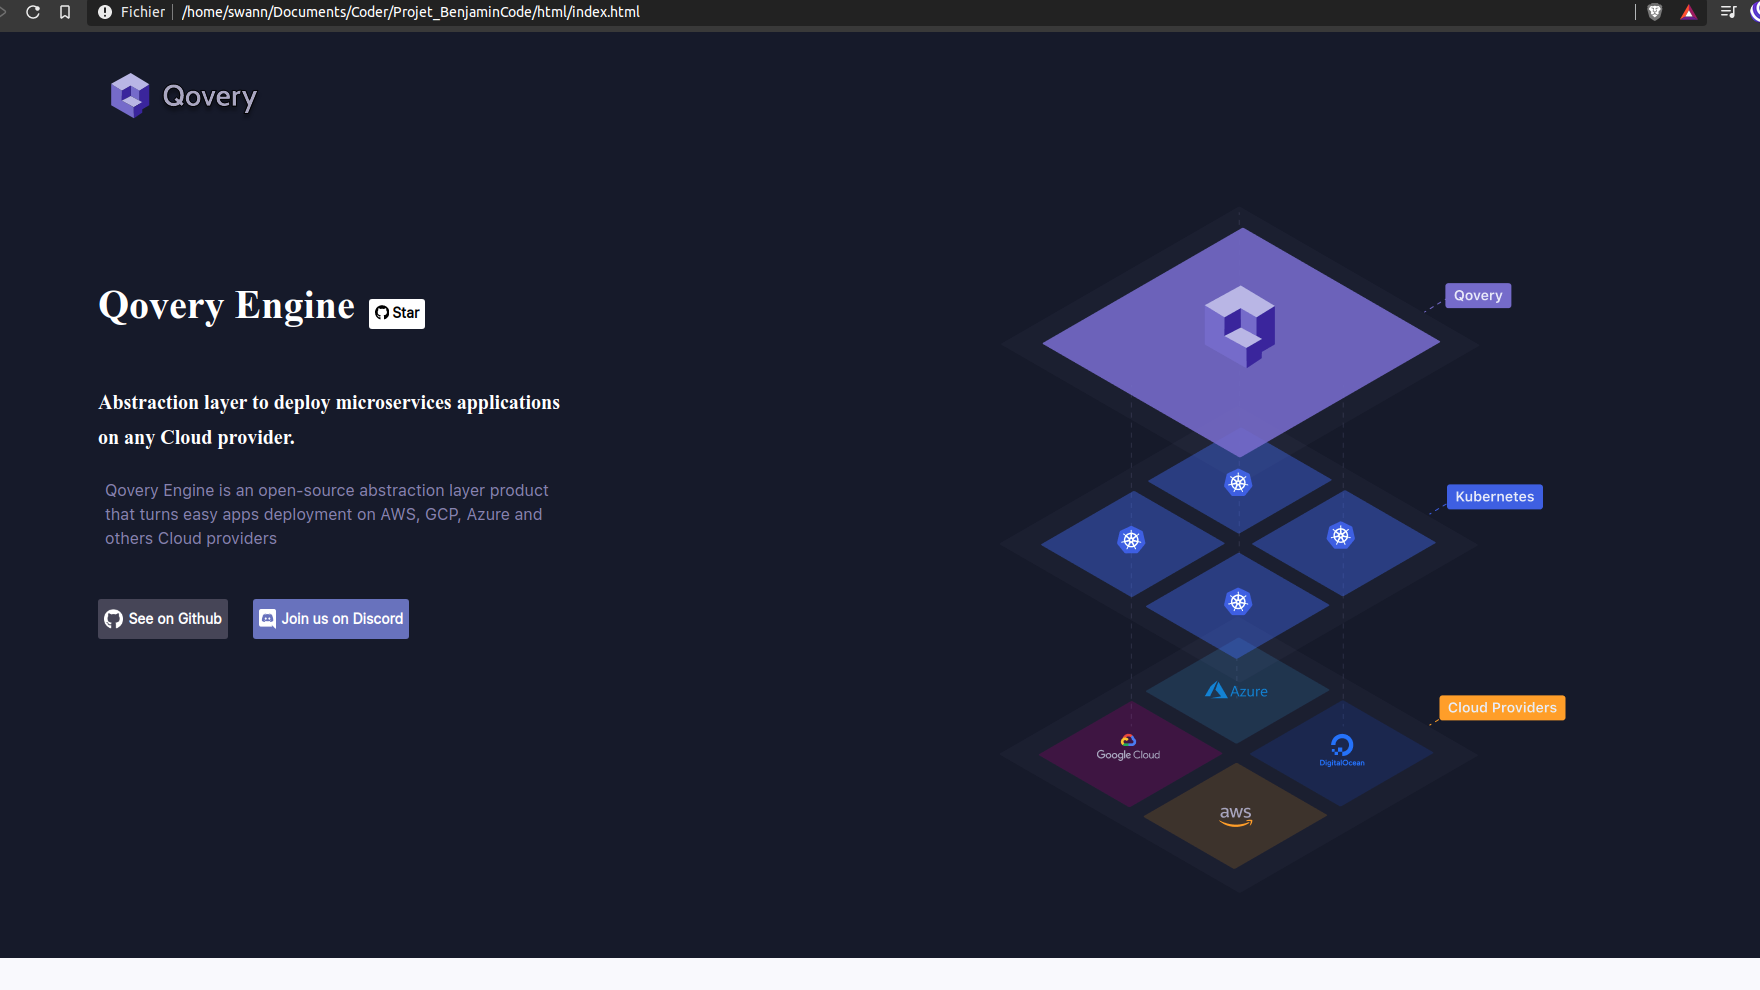 Fichier /home/swann/Documents/Coder/Projet_BenjaminCode/html/index.html
Qovery
Qovery Engine
Star
Abstraction layer to deploy microservices applications
on any Cloud provider.
Qovery Engine is an open-source abstraction layer product
that turns easy apps deployment on AWS, GCP, Azure and
others Cloud providers
See on Github
Join us on Discord
Qovery
Kubernetes
Azure
Cloud Providers
Google Cloud
DigitalOcean
aws